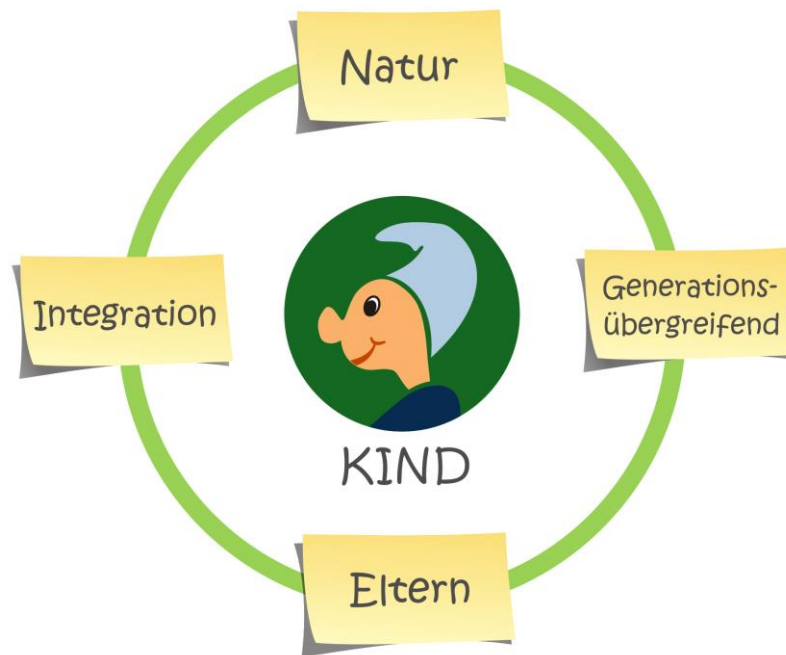 Natur
Integration
Generations-
übergreifend
KIND
Eltern